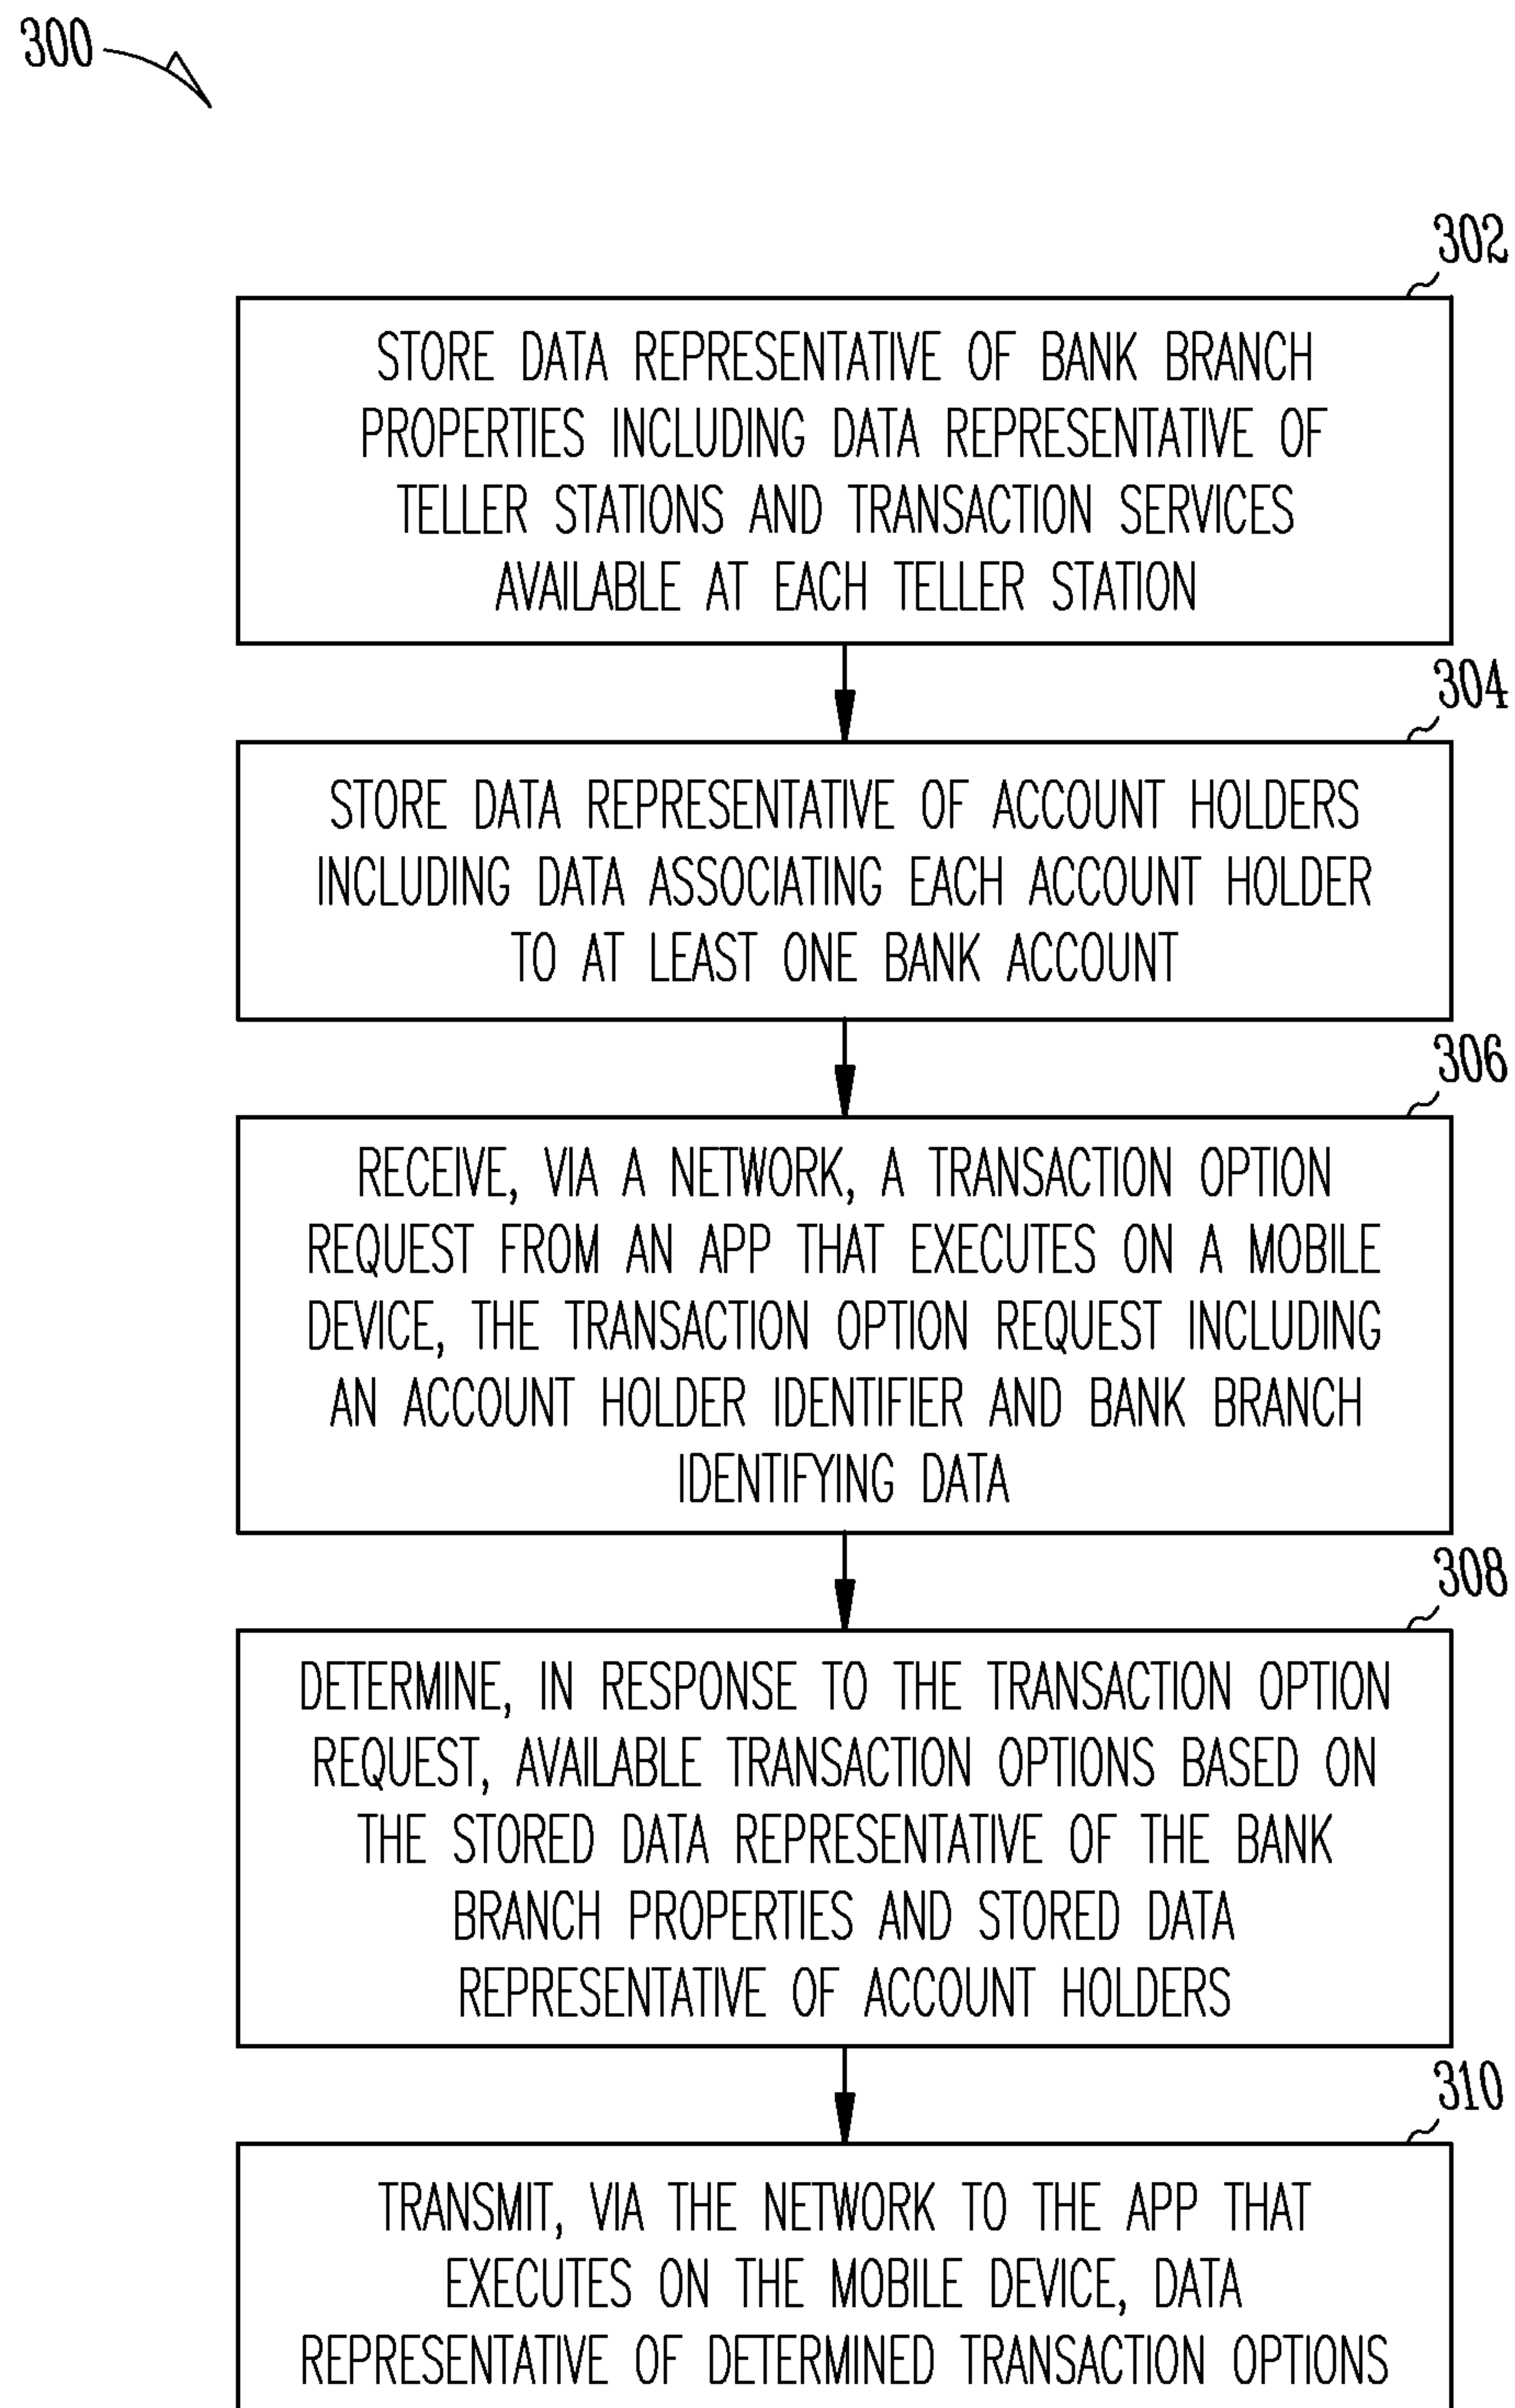 300
302
STORE DATA REPRESENTATIVE OF BANK BRANCH
PROPERTIES INCLUDING DATA REPRESENTATIVE OF
TELLER STATIONS AND TRANSACTION SERVICES
AVAILABLE AT EACH TELLER STATION
304
STORE DATA REPRESENTATIVE OF ACCOUNT HOLDERS
INCLUDING DATA ASSOCIATING EACH ACCOUNT HOLDER
TO AT LEAST ONE BANK ACCOUNT
306
RECEIVE, VIA A NETWORK, A TRANSACTION OPTION
REQUEST FROM AN APP THAT EXECUTES ON A MOBILE
DEVICE, THE TRANSACTION OPTION REQUEST INCLUDING
AN ACCOUNT HOLDER IDENTIFIER AND BANK BRANCH
IDENTIFYING DATA
308
DETERMINE, IN RESPONSE TO THE TRANSACTION OPTION
REQUEST, AVAILABLE TRANSACTION OPTIONS BASED ON
THE STORED DATA REPRESENTATIVE OF THE BANK
BRANCH PROPERTIES AND STORED DATA
REPRESENTATIVE OF ACCOUNT HOLDERS
310
TRANSMIT, VIA THE NETWORK TO THE APP THAT
EXECUTES ON THE MOBILE DEVICE, DATA
REPRESENTATIVE OF DETERMINED TRANSACTION OPTIONS